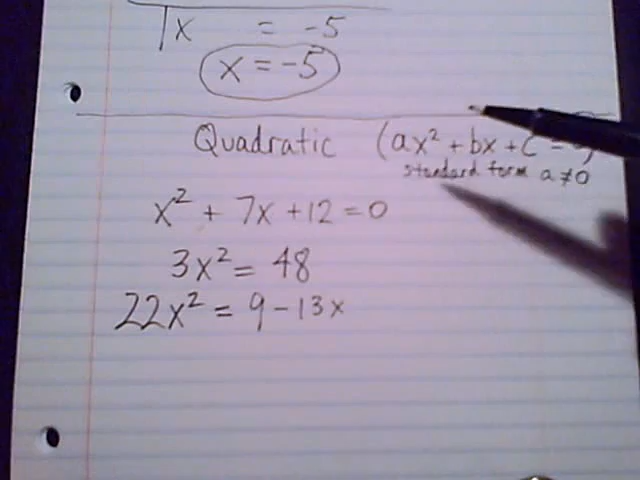 x = -5
x = -5
Quadratic (ax² + bx + c =
standard form a ≠ 0
x² + 7x + 12 = 0
3x² = 48
22x² = 9 - 13x